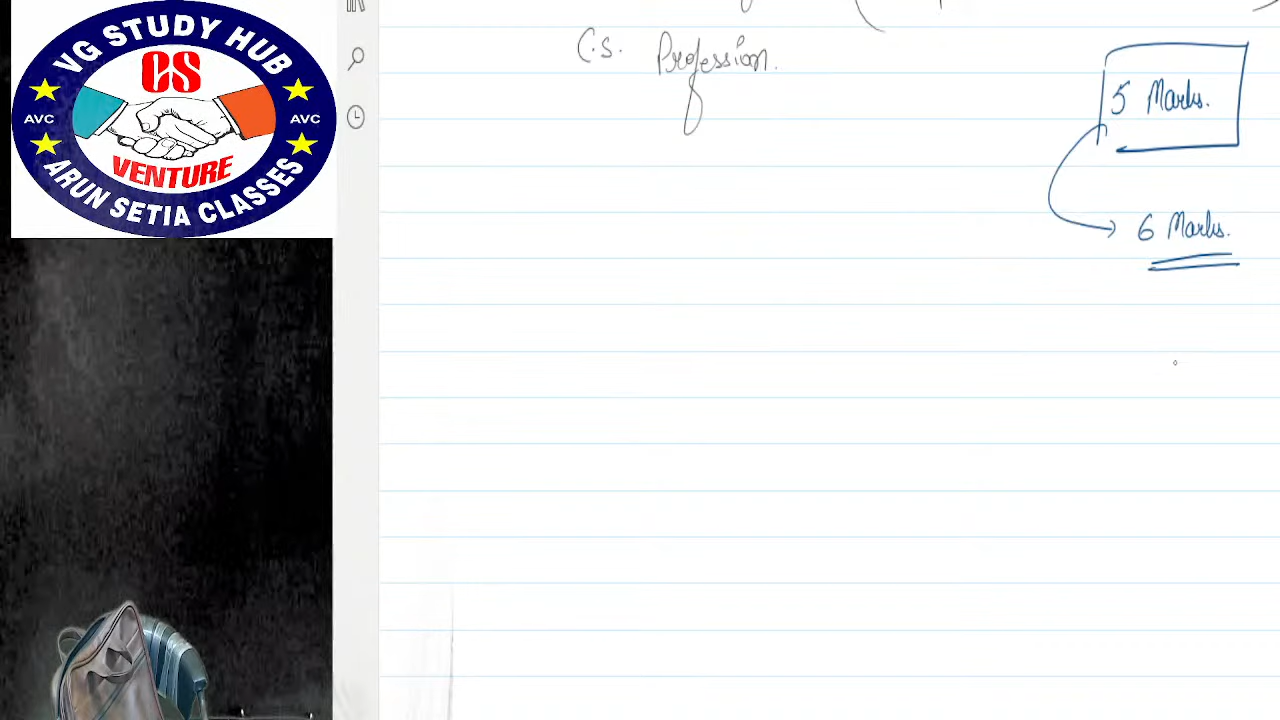 VG STUDY HUB
CS
AVC
AVC
VENTURE
ARUN SETIA CLASSES
C.S. Profession.
5 Marks.
6 Marks.